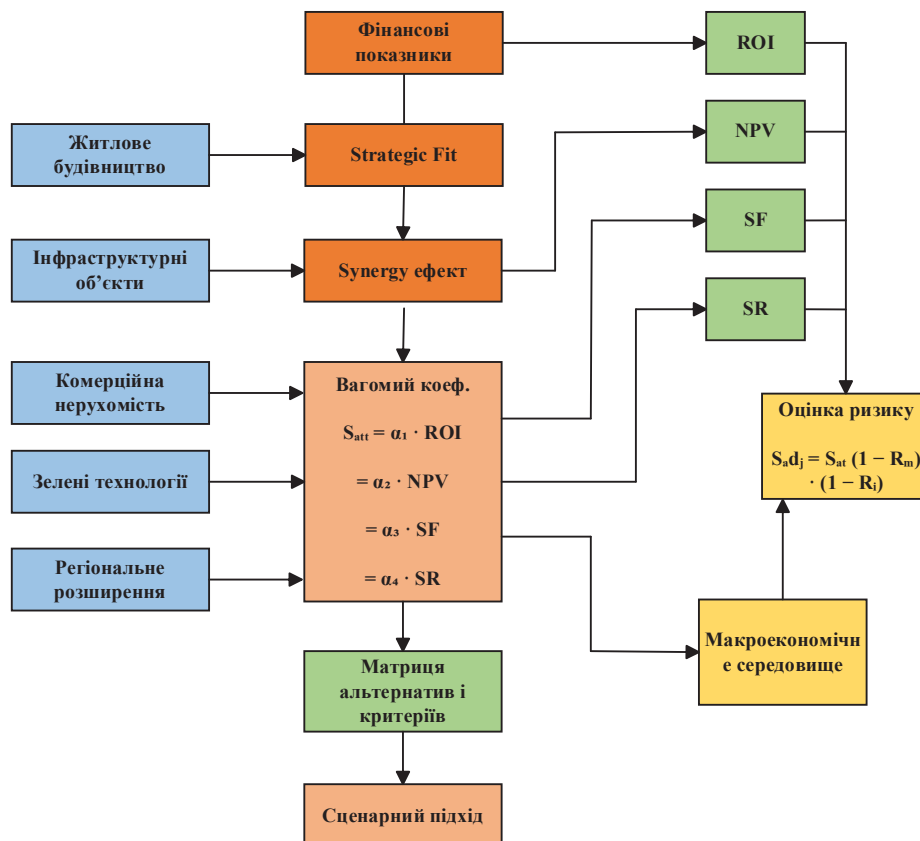 Фінансові
показники
ROI
Житлове
будівництво
Strategic Fit
NPV
Інфраструктурні
об’єкти
Synergy ефект
SF
SR
Комерційна
нерухомість
Зелені технології
Регіональне
розширення
Вагомий коеф.
Sₐₜₜ = α₁ · ROI
= α₂ · NPV
= α₃ · SF
= α₄ · SR
Оцінка ризику
Sₐdⱼ = Sₐₜ (1 − Rₘ)
· (1 − Rᵢ)
Макроекономічн
е середовище
Матриця
альтернатив і
критеріїв
Сценарний підхід